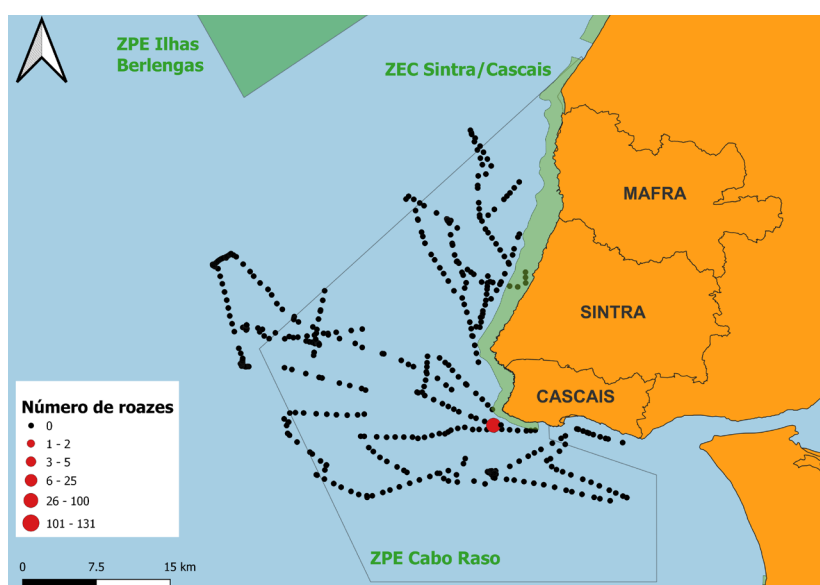 ZPE Ilhas
Berlengas
ZEC Sintra/Cascais
MAFRA
SINTRA
CASCAIS
Número de roazes
0
1 - 2
3 - 5
6 - 25
26 - 100
101 - 131
ZPE Cabo Raso
0 7.5 15 km